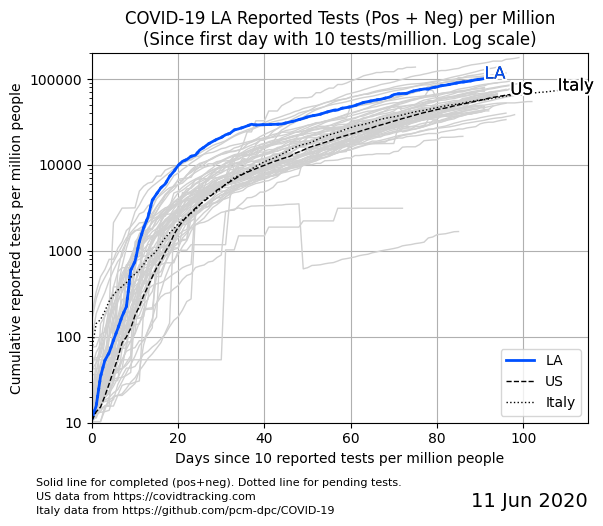 COVID-19 LA Reported Tests (Pos + Neg) per Million
(Since first day with 10 tests/million. Log scale)
Cumulative reported tests per million people
100000
10000
1000
100
10
LA
US
Italy
LA
US
Italy
0
20
40
60
80
100
Days since 10 reported tests per million people
Solid line for completed (pos+neg). Dotted line for pending tests.
US data from https://covidtracking.com
Italy data from https://github.com/pcm-dpc/COVID-19
11 Jun 2020